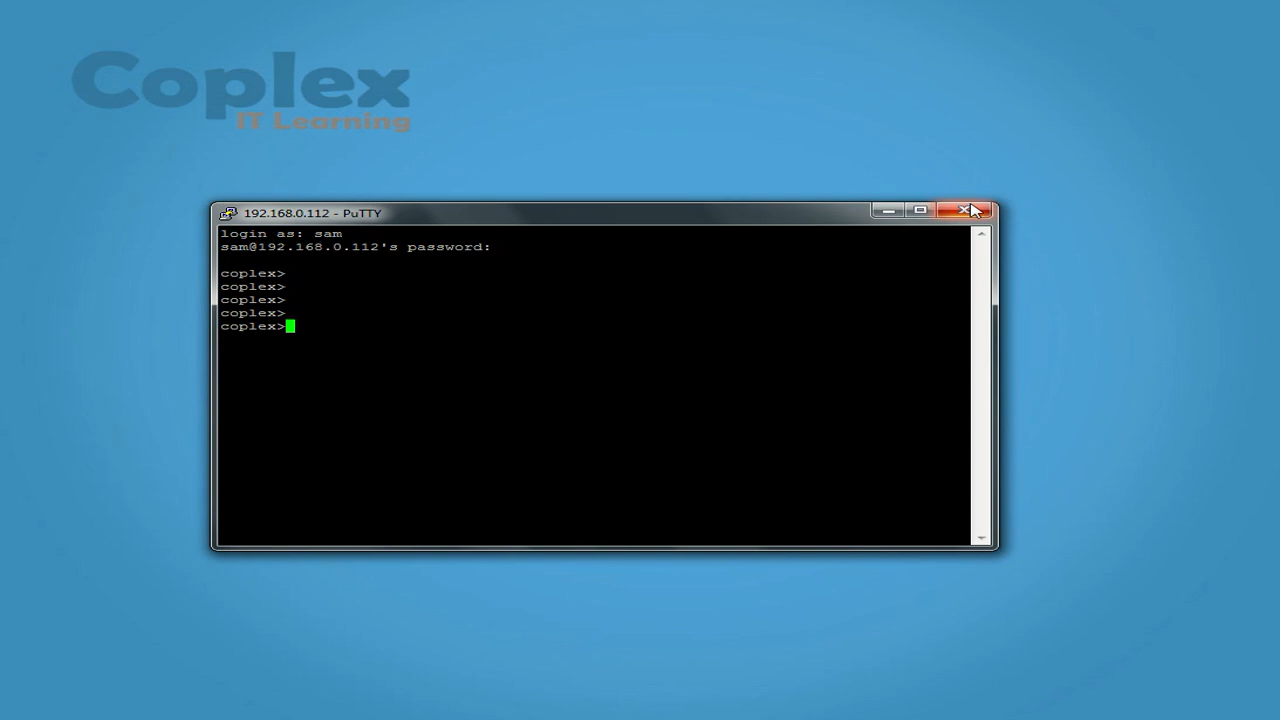 Coplex
IT Learning
192.168.0.112 - PuTTY
login as: sam
sam@192.168.0.112's password:
coplex>
coplex>
coplex>
coplex>
coplex>